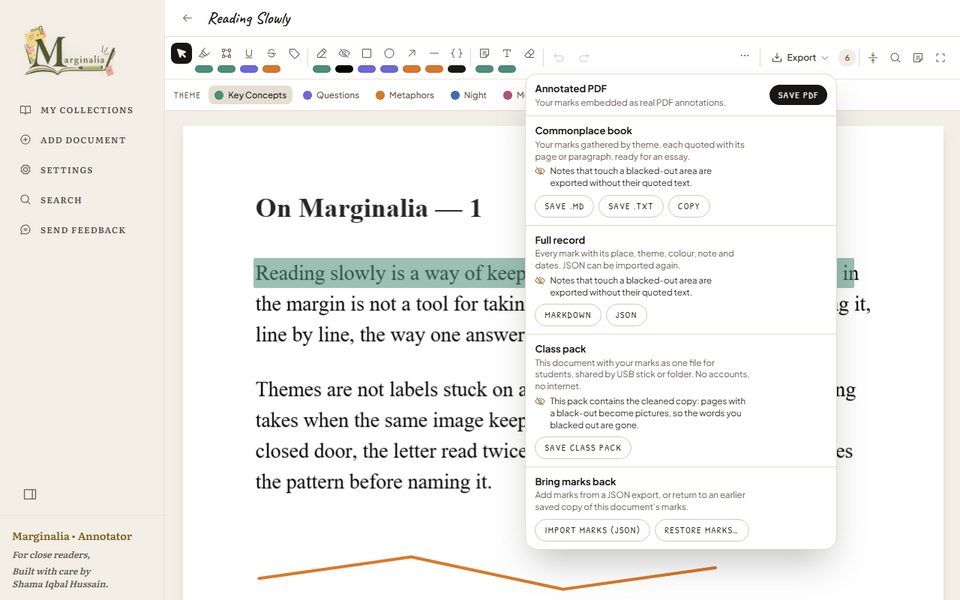 Marginalia
MY COLLECTIONS
ADD DOCUMENT
SETTINGS
SEARCH
SEND FEEDBACK
Marginalia • Annotator
For close readers,
Built with care by
Shama Iqbal Hussain.
Reading Slowly
Export
6
THEME
Key Concepts
Questions
Metaphors
Night
On Marginalia — 1
Reading slowly is a way of keep
in
the margin is not a tool for takin
g it,
line by line, the way one answer
Themes are not labels stuck on a
ng
takes when the same image keep
closed door, the letter read twice
es
the pattern before naming it.
Annotated PDF
Your marks embedded as real PDF annotations.
SAVE PDF
Commonplace book
Your marks gathered by theme, each quoted with its
page or paragraph, ready for an essay.
Notes that touch a blacked-out area are
exported without their quoted text.
SAVE .MD
SAVE .TXT
COPY
Full record
Every mark with its place, theme, colour, note and
dates. JSON can be imported again.
Notes that touch a blacked-out area are
exported without their quoted text.
MARKDOWN
JSON
Class pack
This document with your marks as one file for
students, shared by USB stick or folder. No accounts,
no internet.
This pack contains the cleaned copy: pages with
a black-out become pictures, so the words you
blacked out are gone.
SAVE CLASS PACK
Bring marks back
Add marks from a JSON export, or return to an earlier
saved copy of this document's marks.
IMPORT MARKS (JSON)
RESTORE MARKS…